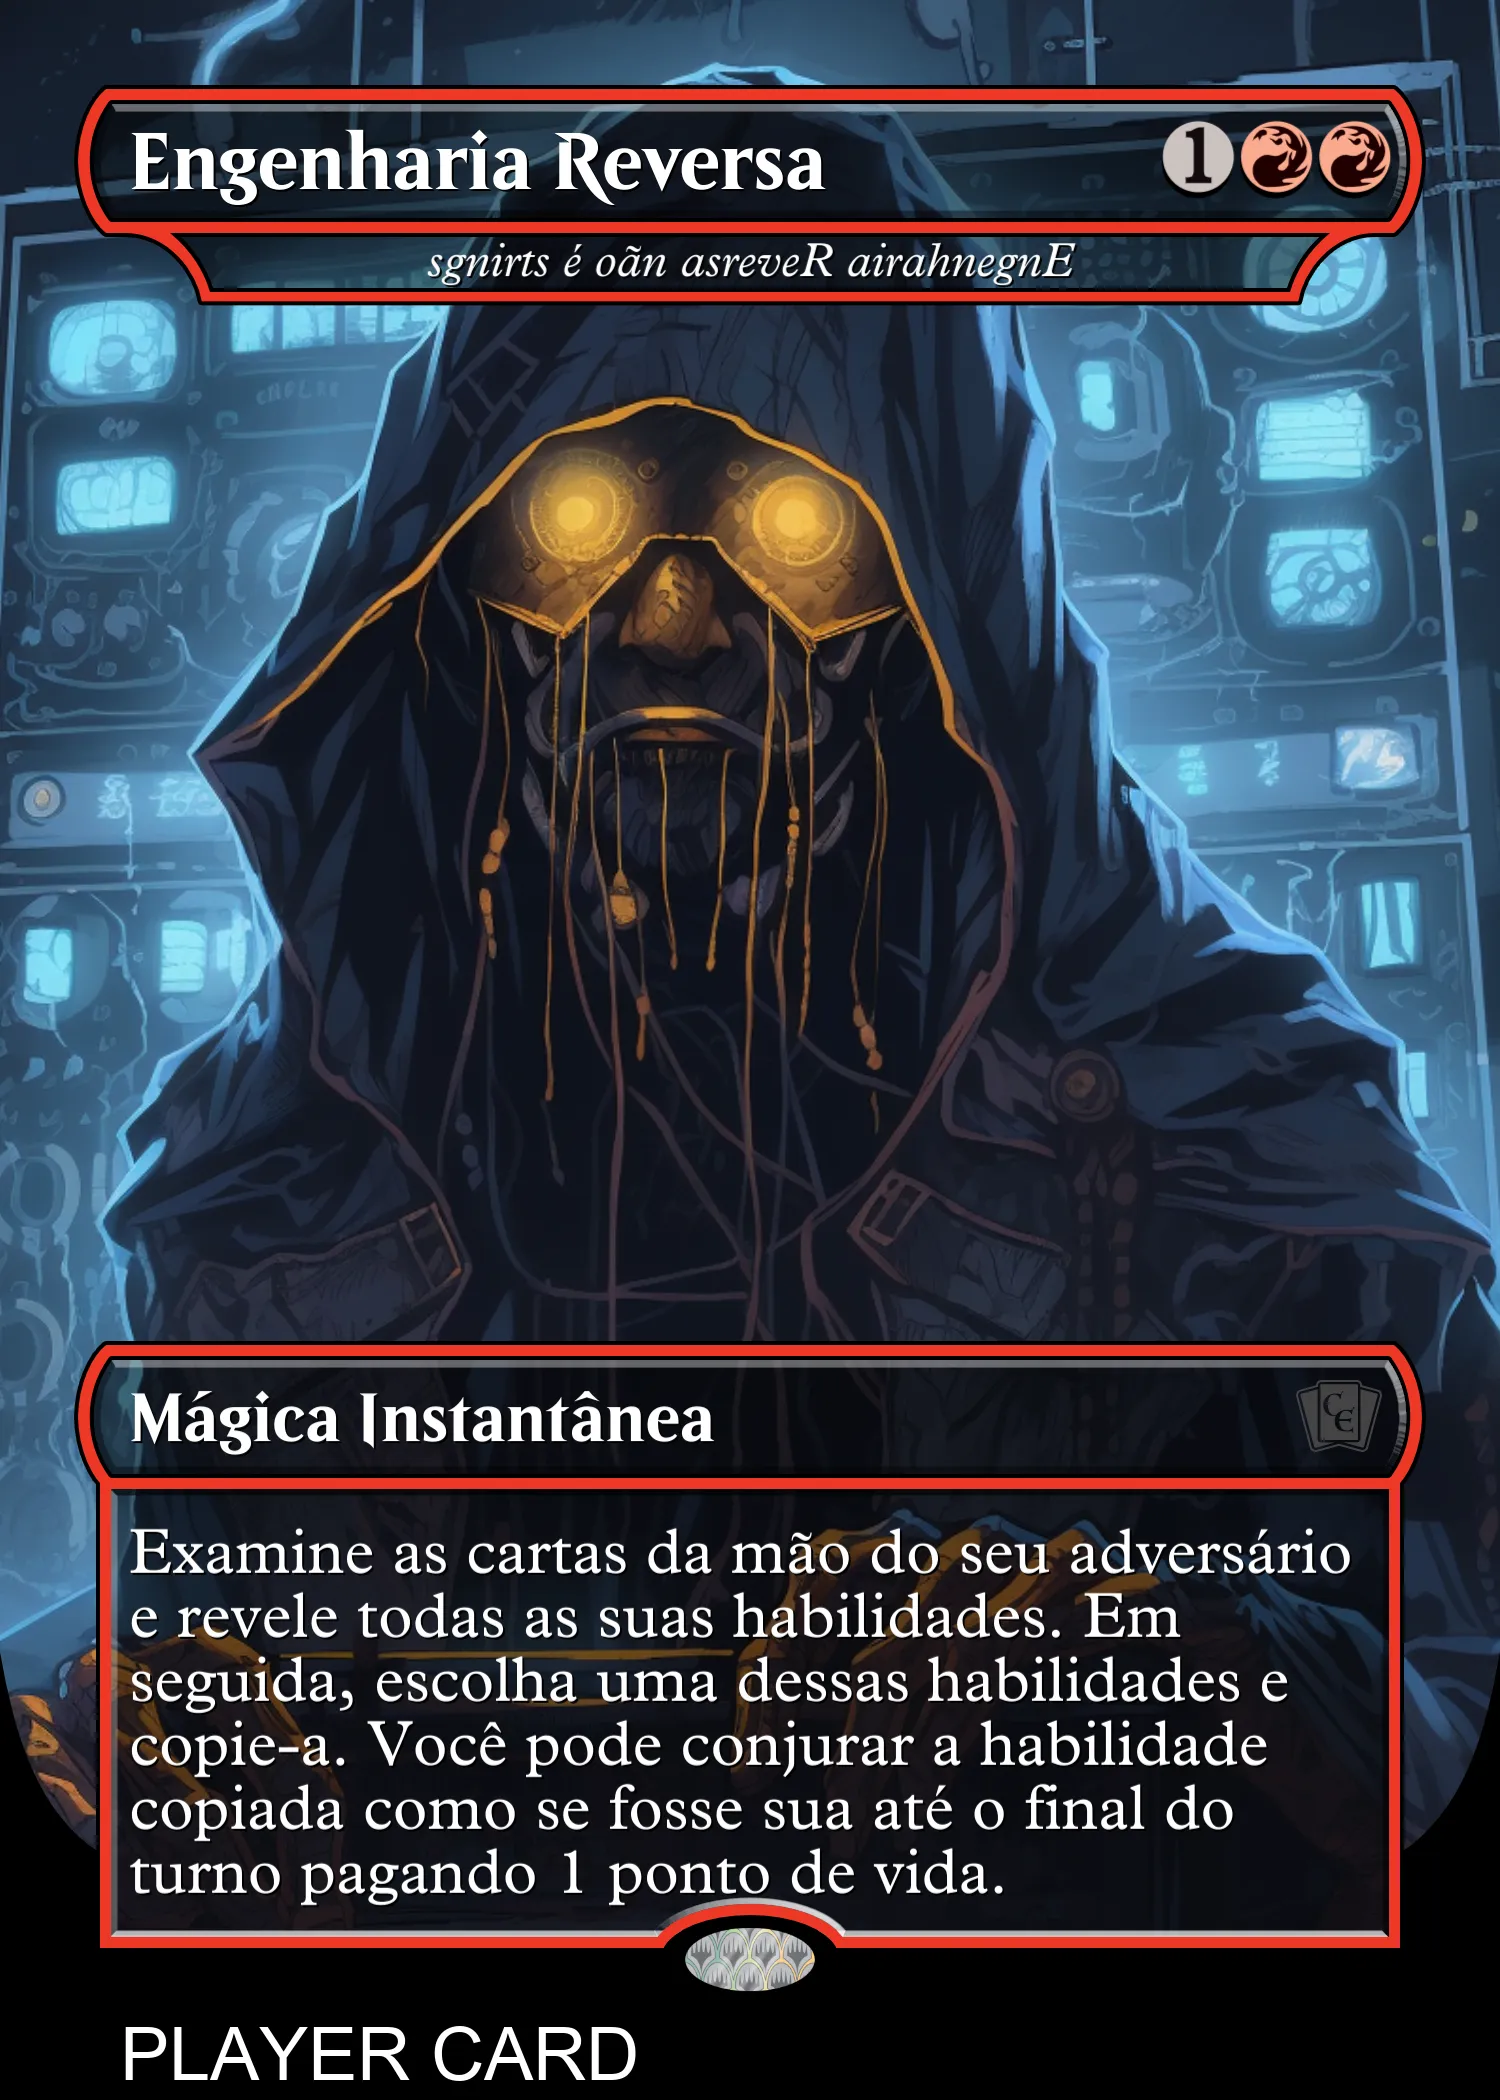 Engenharia Reversa 1
sgnirts é oãn asreveR airahnegnE
Mágica Instantânea CE
Examine as cartas da mão do seu adversário
e revele todas as suas habilidades. Em
seguida, escolha uma dessas habilidades e
copie-a. Você pode conjurar a habilidade
copiada como se fosse sua até o final do
turno pagando 1 ponto de vida.
PLAYER CARD